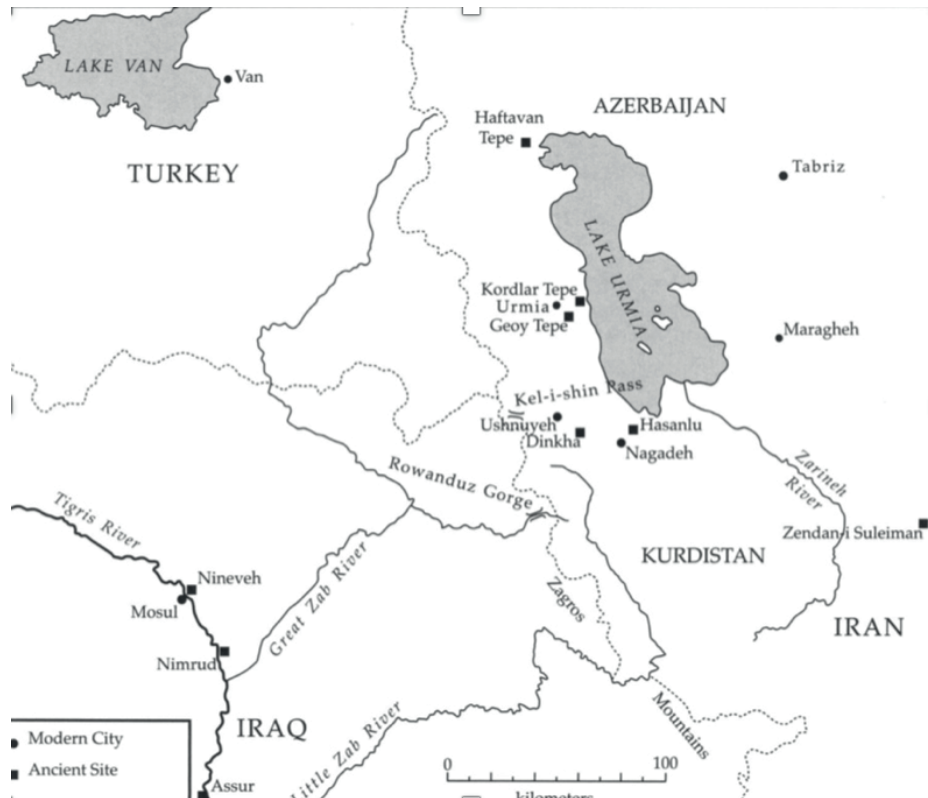 LAKE VAN
Van
TURKEY
Haftavan
Tepe
AZERBAIJAN
Tabriz
LAKE URMIA
Kordlar Tepe
Urmia
Geoy Tepe
Maragheh
Kel-i-shin Pass
Ushnuyeh
Dinkha
Hasanlu
Nagadeh
Rowanduz Gorge
Zarineh
River
Zendan-i Suleiman
Tigris River
Nineveh
Mosul
Great Zab River
KURDISTAN
Zagros
Mountains
IRAN
Nimrud
IRAQ
Little Zab River
Modern City
Ancient Site
Assur
0
100
kilometers